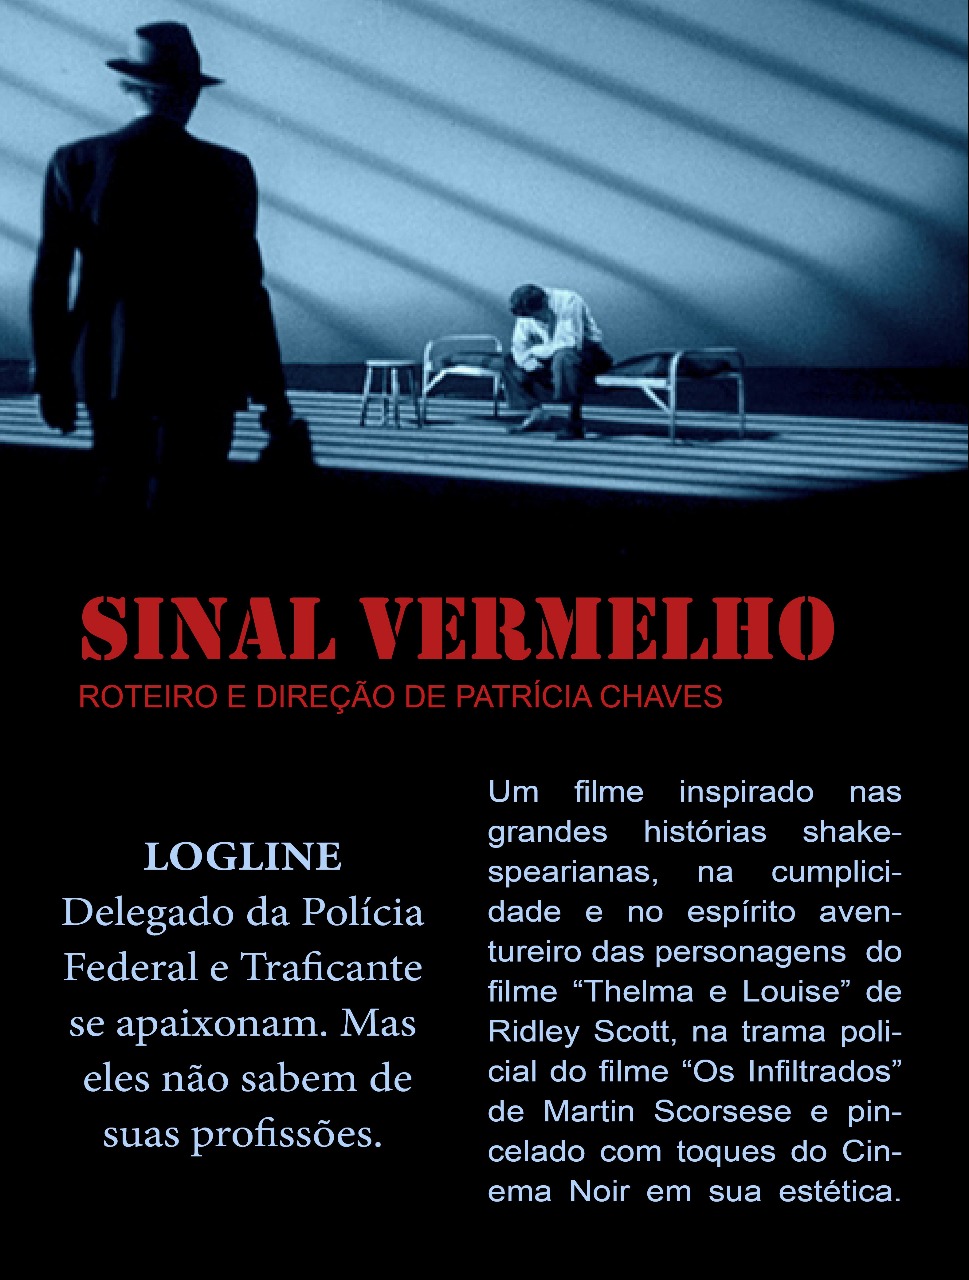 SINAL VERMELHO
ROTEIRO E DIREÇÃO DE PATRÍCIA CHAVES
LOGLINE
Delegado da Polícia
Federal e Traficante
se apaixonam. Mas
eles não sabem de
suas profissões.
Um filme inspirado nas
grandes histórias shake-
spearianas, na cumplici-
dade e no espírito aven-
tureiro das personagens do
filme “Thelma e Louise” de
Ridley Scott, na trama poli-
cial do filme “Os Infiltrados”
de Martin Scorsese e pin-
celado com toques do Cin-
ema Noir em sua estética.